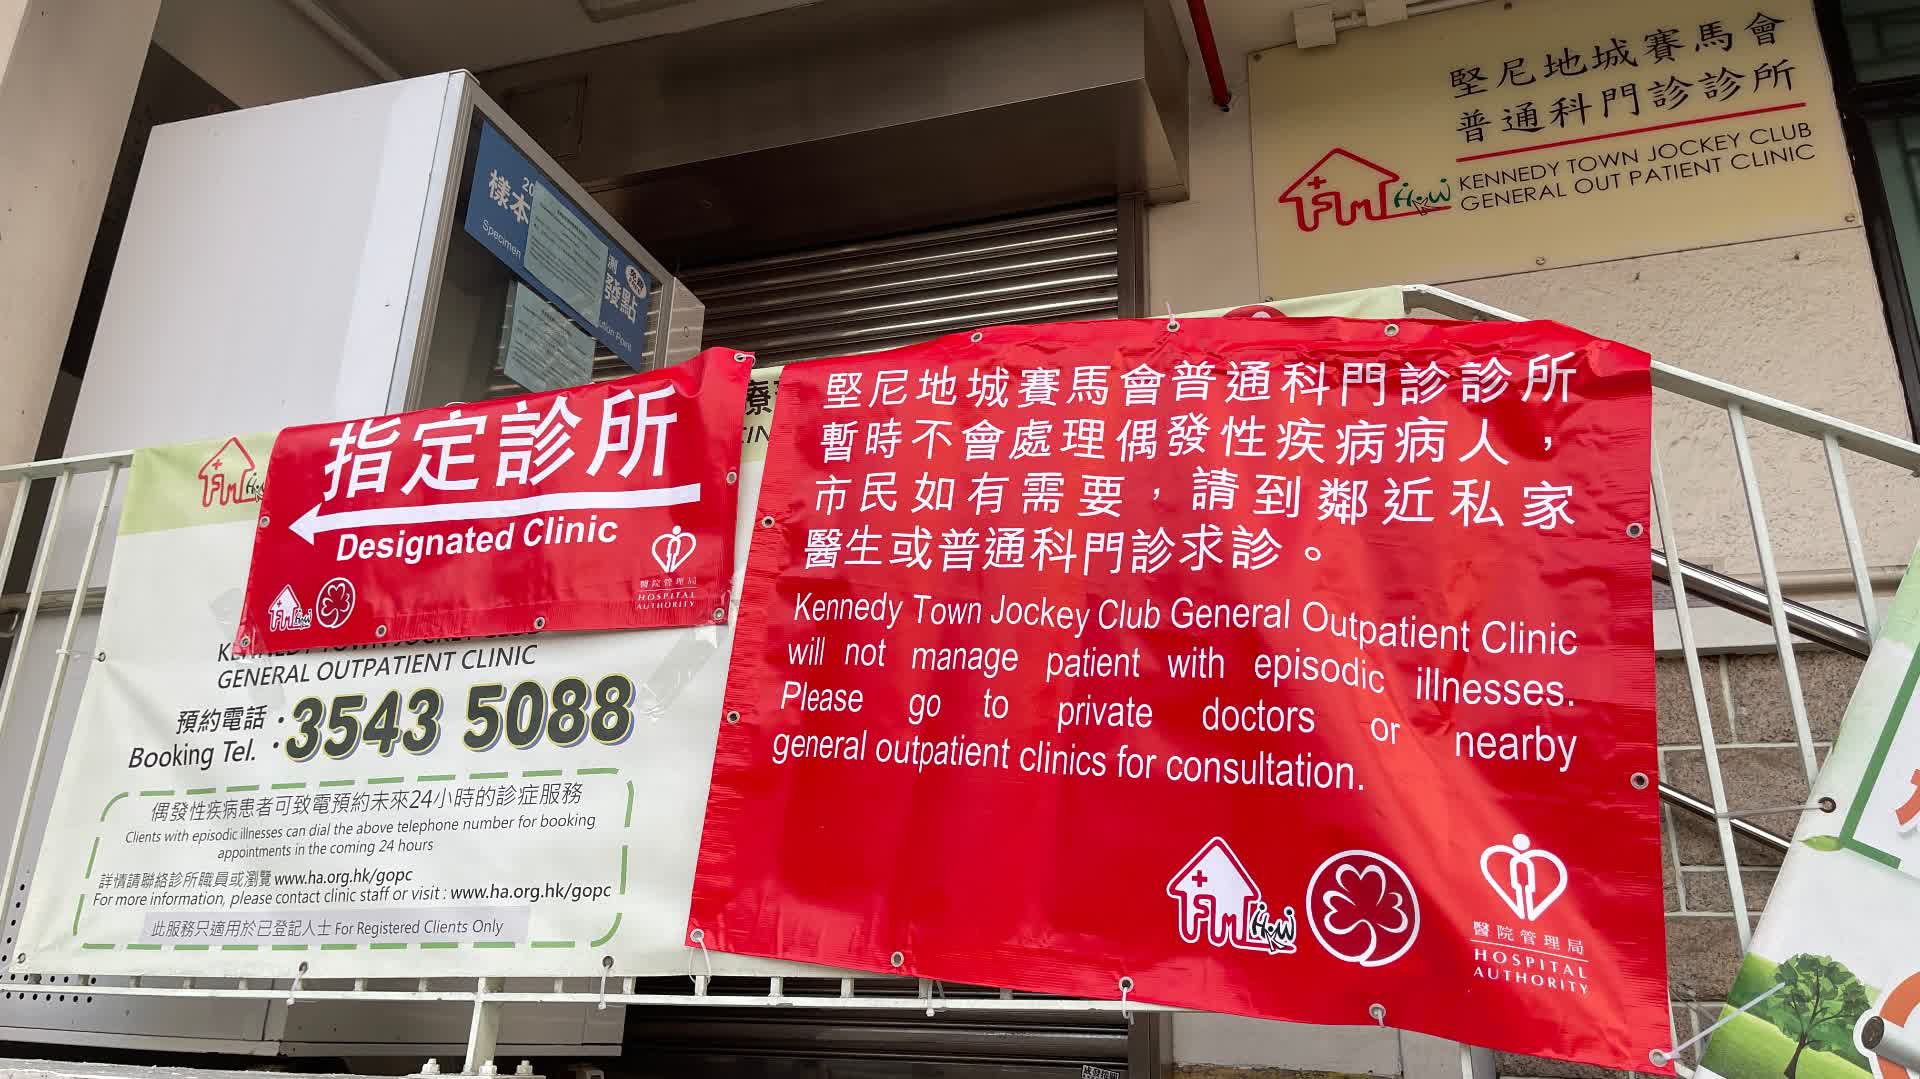 堅尼地城賽馬會
普通科門診診所
KENNEDY TOWN JOCKEY CLUB
GENERAL OUT PATIENT CLINIC
樣本
Specimen
發點
指定診所
Designated Clinic
醫院管理局
HOSPITAL
AUTHORITY
GENERAL OUTPATIENT CLINIC
預約電話 : 3543 5088
Booking Tel.
偶發性疾病患者可致電預約未來24小時的診症服務
Clients with episodic illnesses can dial the above telephone number for booking
appointments in the coming 24 hours
詳情請聯絡診所職員或瀏覽 www.ha.org.hk/gopc
For more information, please contact clinic staff or visit : www.ha.org.hk/gopc
此服務只適用於已登記人士 For Registered Clients Only
堅尼地城賽馬會普通科門診診所
暫時不會處理偶發性疾病病人，
市民如有需要，請到鄰近私家
醫生或普通科門診求診。
Kennedy Town Jockey Club General Outpatient Clinic
will not manage patient with episodic illnesses.
Please go to private doctors or nearby
general outpatient clinics for consultation.
醫院管理局
HOSPITAL
AUTHORITY